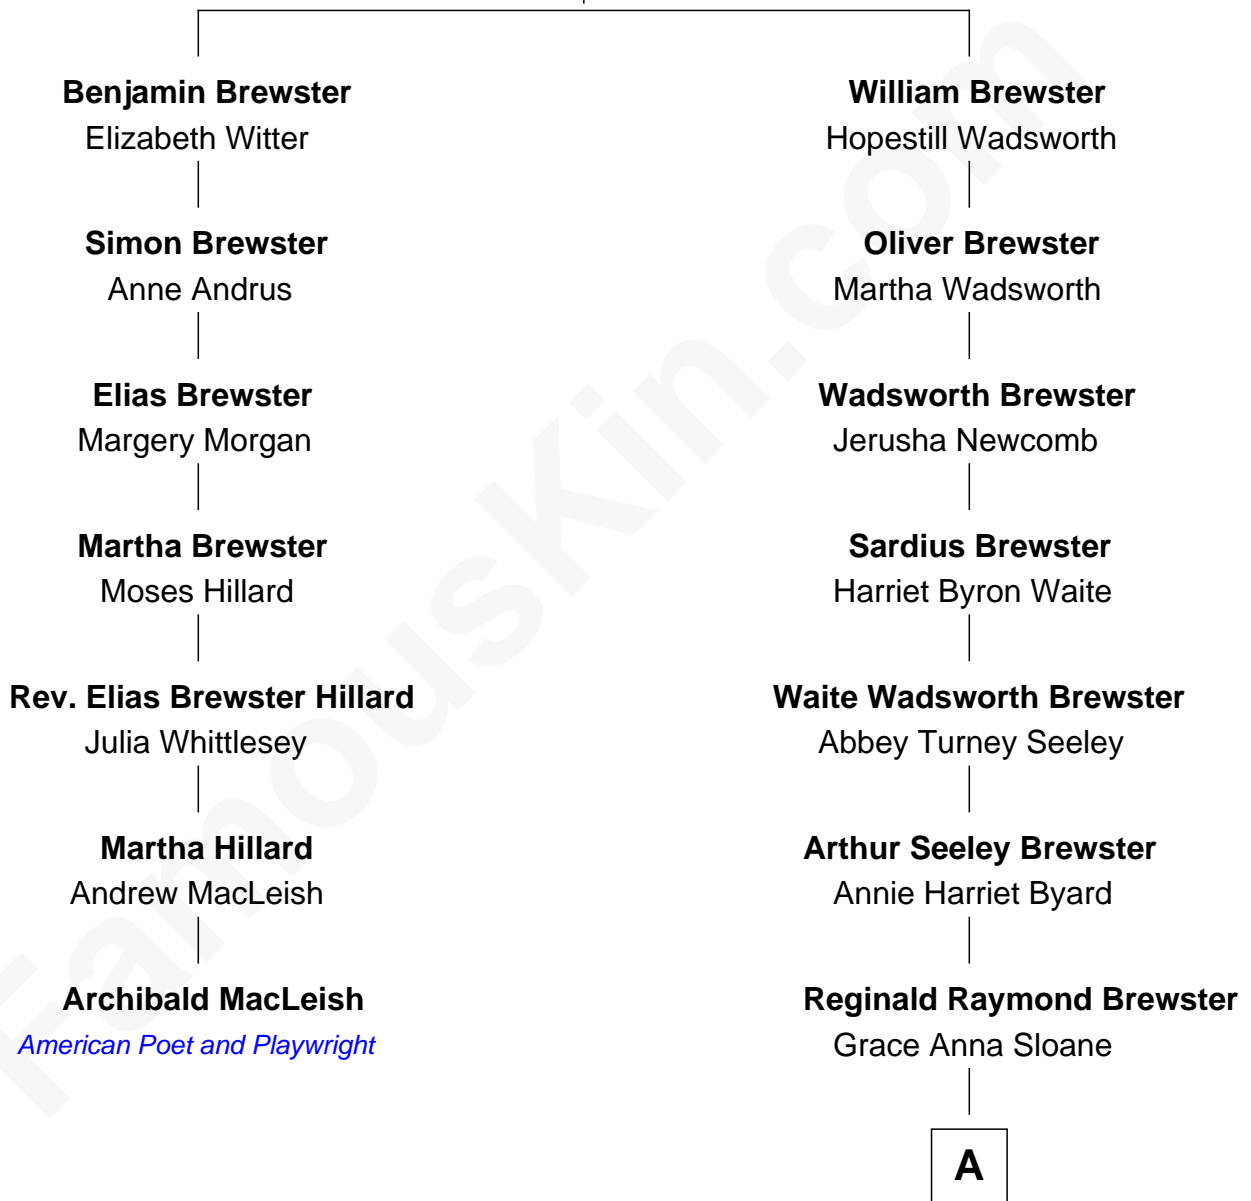 Benjamin Brewster
Elizabeth Witter
Simon Brewster
Anne Andrus
Elias Brewster
Margery Morgan
Martha Brewster
Moses Hillard
Rev. Elias Brewster Hillard
Julia Whittlesey
Martha Hillard
Andrew MacLeish
Archibald MacLeish
American Poet and Playwright
William Brewster
Hopestill Wadsworth
Oliver Brewster
Martha Wadsworth
Wadsworth Brewster
Jerusha Newcomb
Sardius Brewster
Harriet Byron Waite
Waite Wadsworth Brewster
Abbey Turney Seeley
Arthur Seeley Brewster
Annie Harriet Byard
Reginald Raymond Brewster
Grace Anna Sloane
A
FamousKin.com